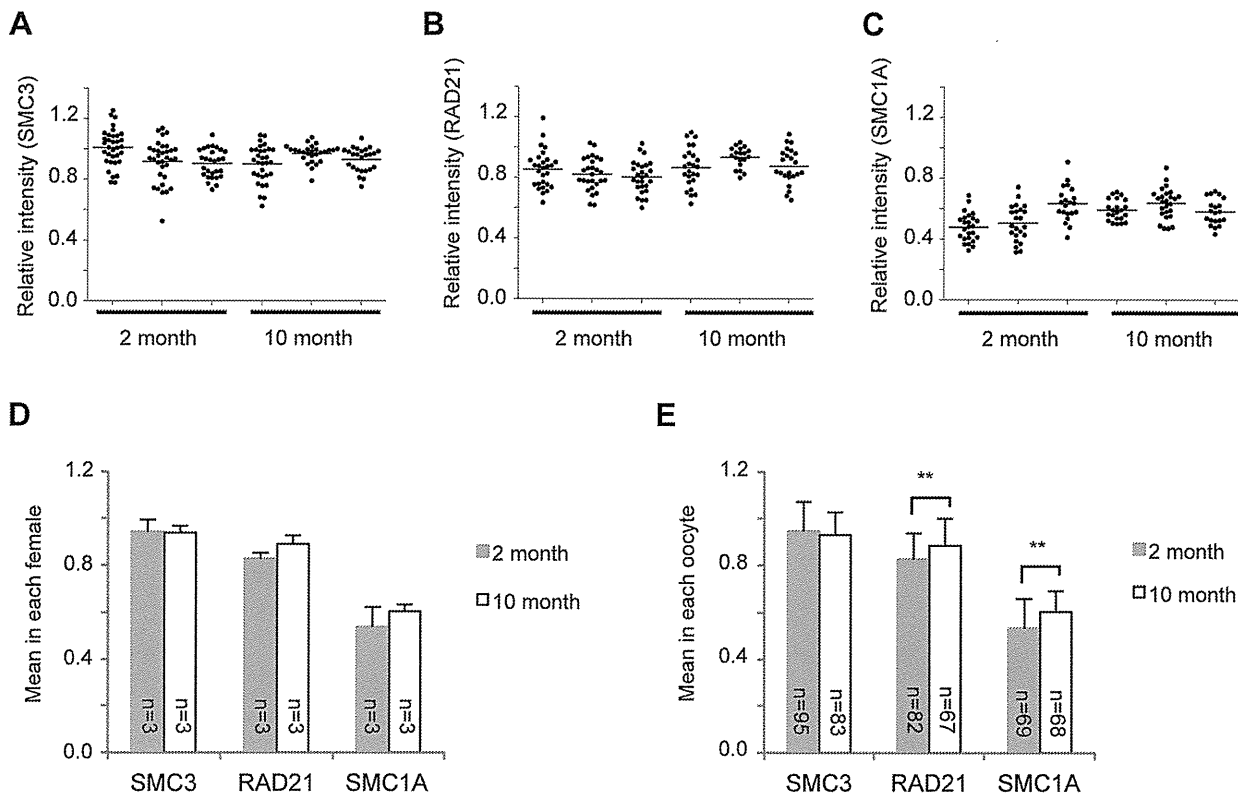 A
Relative intensity (SMC3)
1.2
0.8
0.4
0.0
2 month
10 month
B
Relative intensity (RAD21)
1.2
0.8
0.4
0.0
2 month
10 month
C
Relative intensity (SMC1A)
1.2
0.8
0.4
0.0
2 month
10 month
D
Mean in each female
1.2
0.8
0.4
0.0
n=3
n=3
n=3
n=3
n=3
n=3
SMC3
RAD21
SMC1A
2 month
10 month
E
Mean in each oocyte
1.2
0.8
0.4
0.0
**
**
n=95
n=83
n=82
n=67
n=69
n=68
SMC3
RAD21
SMC1A
2 month
10 month